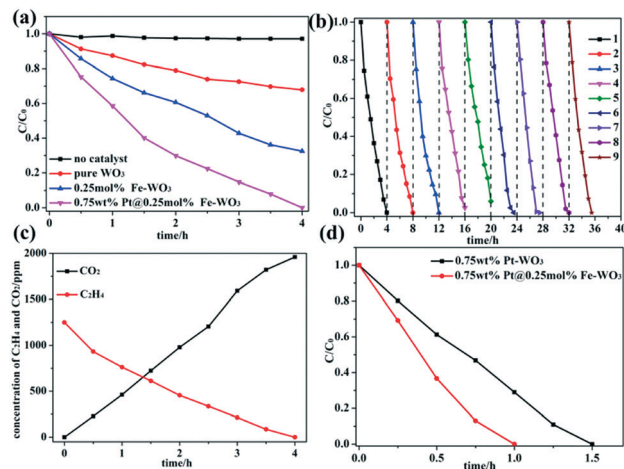 (a)
1.0
0.8
0.6
0.4
0.2
0.0
C/C₀
no catalyst
pure WO₃
0.25mol% Fe-WO₃
0.75wt% Pt@0.25mol% Fe-WO₃
0 1 2 3 4
time/h
(b)
1.0
0.8
0.6
0.4
0.2
0.0
C/C₀
1
2
3
4
5
6
7
8
9
0 4 8 12 16 20 24 28 32 36 40
time/h
(c)
2000
1500
1000
500
0
concentration of C₂H₄ and CO₂/ppm
CO₂
C₂H₄
0 1 2 3 4
time/h
(d)
1.0
0.8
0.6
0.4
0.2
0.0
C/C₀
0.75wt% Pt-WO₃
0.75wt% Pt@0.25mol% Fe-WO₃
0.0 0.5 1.0 1.5
time/h